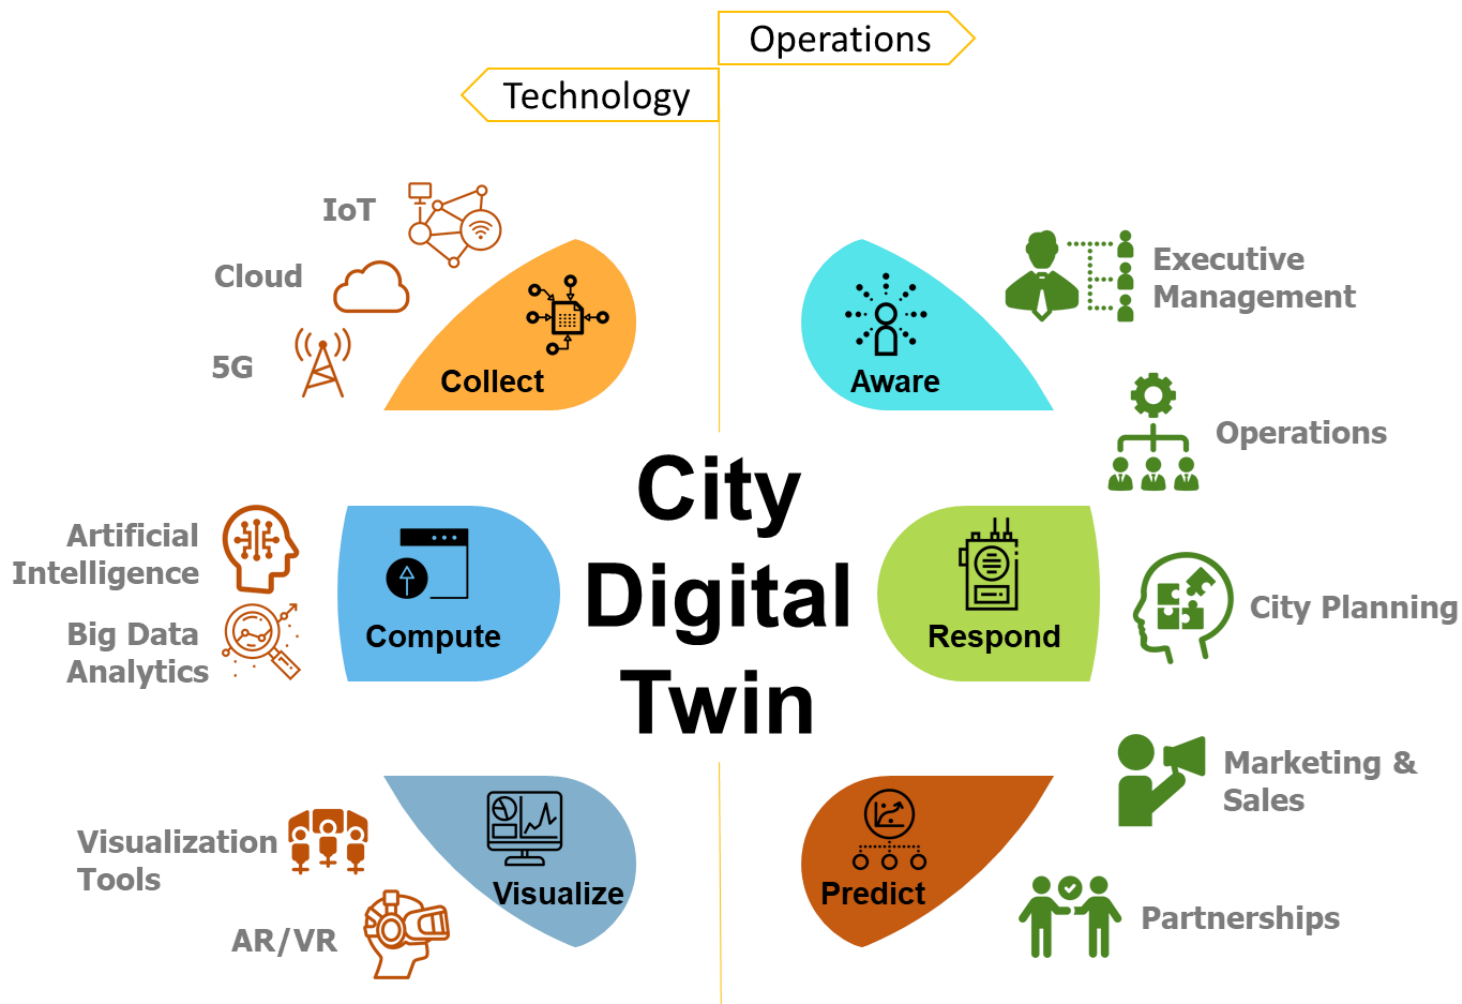 Operations
Technology
IoT
Cloud
5G
Collect
Artificial
Intelligence
Big Data
Analytics
Compute
Visualization
Tools
AR/VR
Visualize
City
Digital
Twin
Aware
Executive
Management
Operations
Respond
City Planning
Marketing &
Sales
Predict
Partnerships